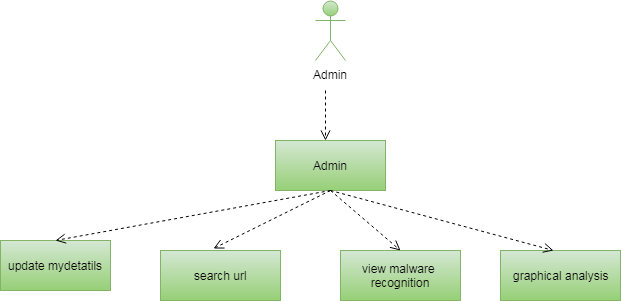 Admin
Admin
update mydetatils
search url
view malware
recognition
graphical analysis